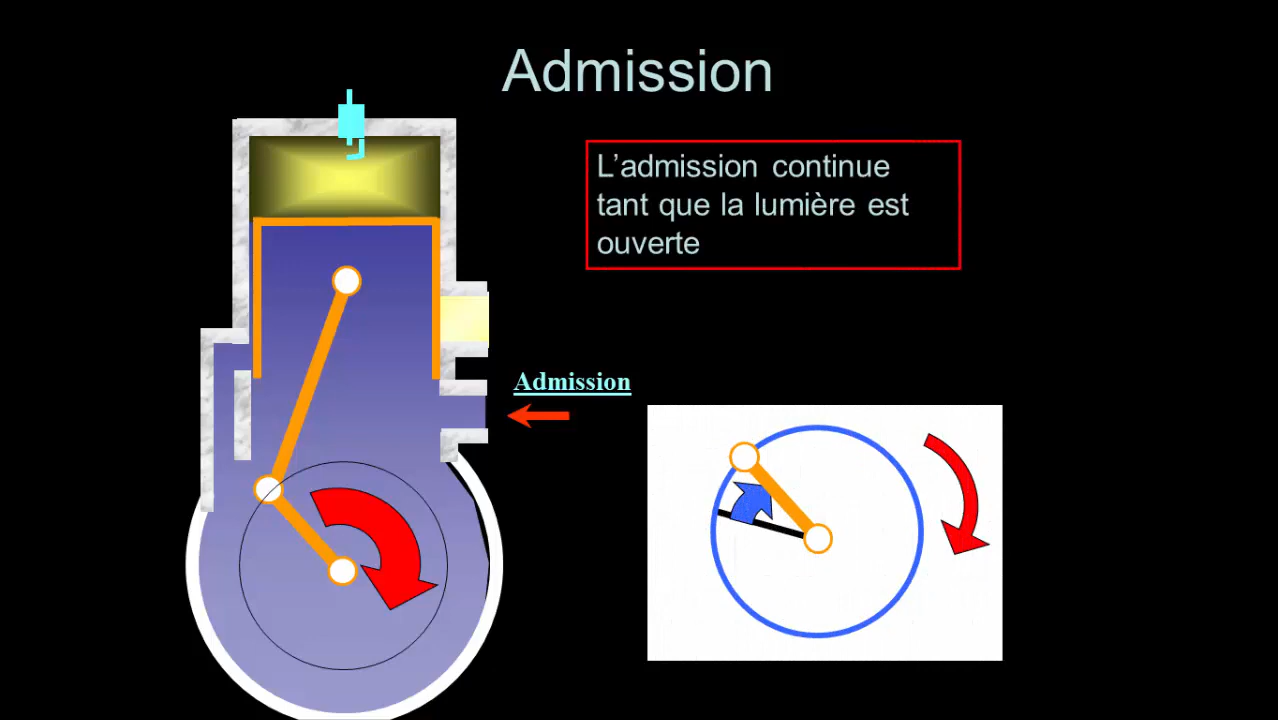 Admission
L’admission continue
tant que la lumière est
ouverte
Admission